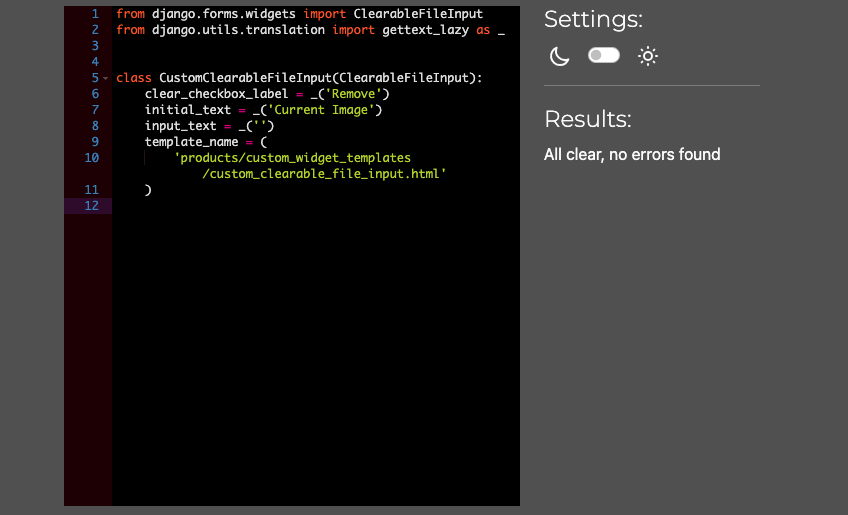 1 from django.forms.widgets import ClearableFileInput
2 from django.utils.translation import gettext_lazy as _
3
4
5 class CustomClearableFileInput(ClearableFileInput):
6     clear_checkbox_label = _('Remove')
7     initial_text = _('Current Image')
8     input_text = _('')
9     template_name = (
10         'products/custom_widget_templates
            /custom_clearable_file_input.html'
11     )
12
Settings:
Results:
All clear, no errors found